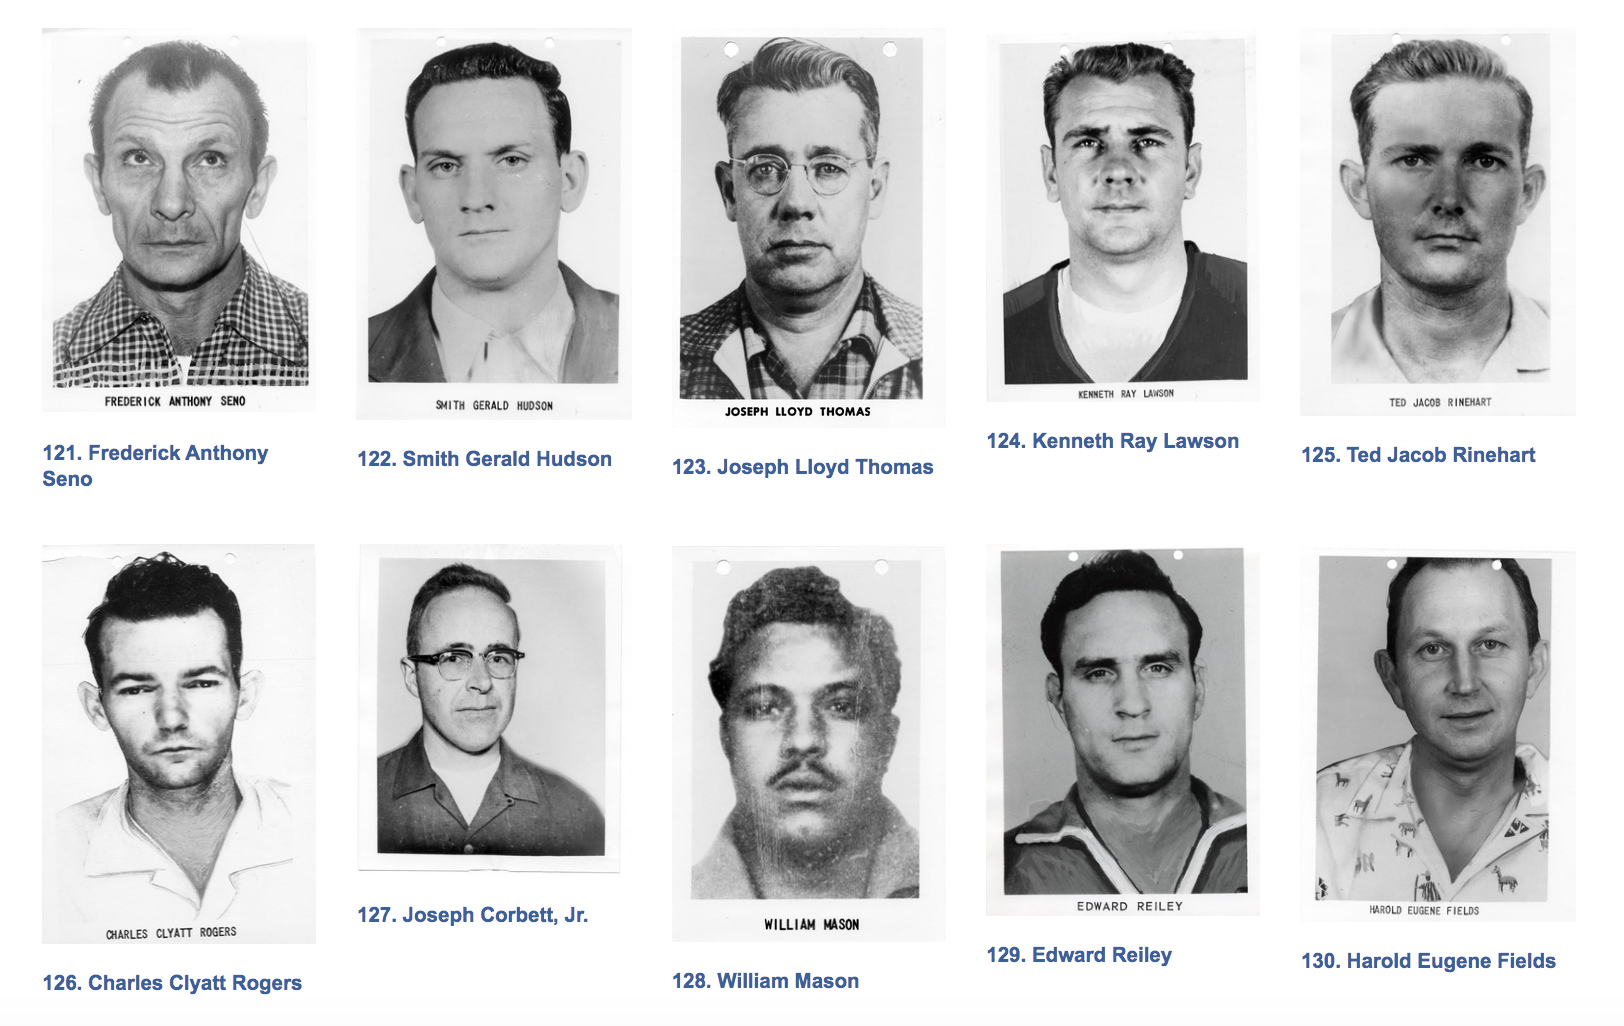 FREDERICK ANTHONY SENO
SMITH GERALD HUDSON
JOSEPH LLOYD THOMAS
KENNETH RAY LAWSON
TED JACOB RINEHART
121. Frederick Anthony
Seno
122. Smith Gerald Hudson
123. Joseph Lloyd Thomas
124. Kenneth Ray Lawson
125. Ted Jacob Rinehart
CHARLES CLYATT ROGERS
WILLIAM MASON
EDWARD REILEY
HAROLD EUGENE FIELDS
126. Charles Clyatt Rogers
127. Joseph Corbett, Jr.
128. William Mason
129. Edward Reiley
130. Harold Eugene Fields